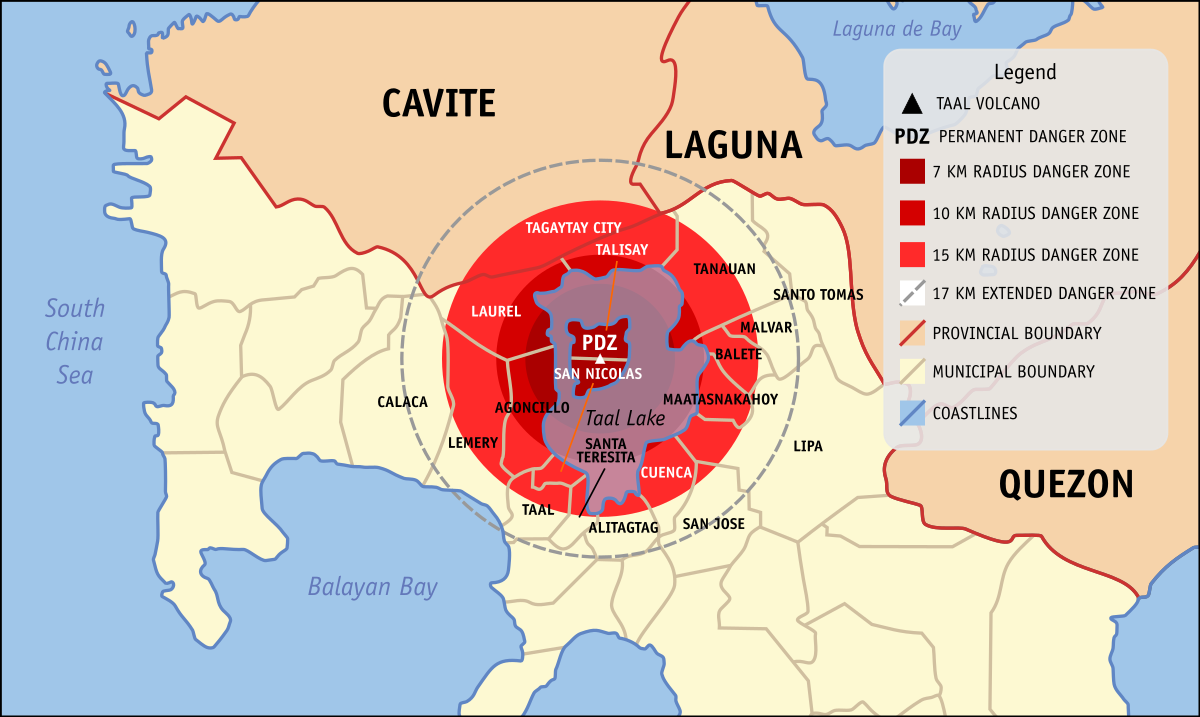 Laguna de Bay
CAVITE
LAGUNA
Legend
TAAL VOLCANO
PDZ PERMANENT DANGER ZONE
7 KM RADIUS DANGER ZONE
10 KM RADIUS DANGER ZONE
15 KM RADIUS DANGER ZONE
17 KM EXTENDED DANGER ZONE
PROVINCIAL BOUNDARY
MUNICIPAL BOUNDARY
COASTLINES
TAGAYTAY CITY
TALISAY
TANAUAN
SANTO TOMAS
LAUREL
MALVAR
South
China
Sea
PDZ
BALETE
SAN NICOLAS
CALACA
AGONCILLO
MAATASNAKAHOY
Taal Lake
LEMERY
SANTA
TERESITA
LIPA
CUENCA
QUEZON
TAAL
ALITAGTAG
SAN JOSE
Balayan Bay